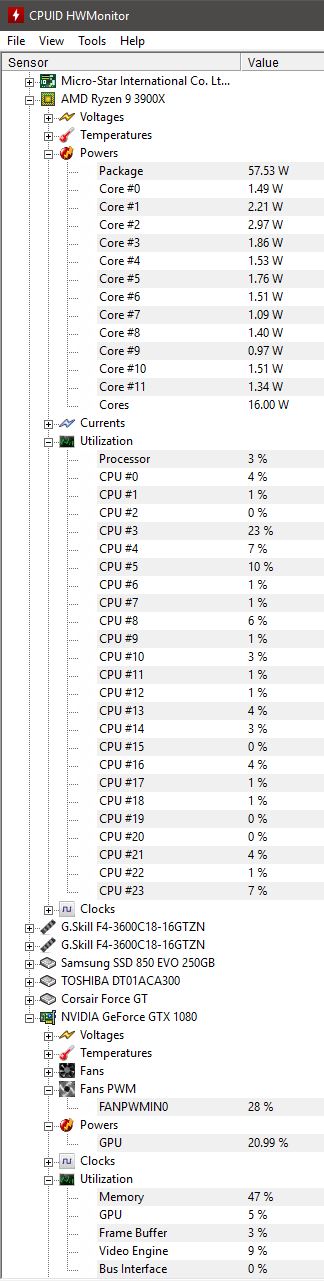 CPUID HWMonitor
File View Tools Help
Sensor Value
Micro-Star International Co. Lt...
AMD Ryzen 9 3900X
Voltages
Temperatures
Powers
Package 57.53 W
Core #0 1.49 W
Core #1 2.21 W
Core #2 2.97 W
Core #3 1.86 W
Core #4 1.53 W
Core #5 1.76 W
Core #6 1.51 W
Core #7 1.09 W
Core #8 1.40 W
Core #9 0.97 W
Core #10 1.51 W
Core #11 1.34 W
Cores 16.00 W
Currents
Utilization
Processor 3 %
CPU #0 4 %
CPU #1 1 %
CPU #2 0 %
CPU #3 23 %
CPU #4 7 %
CPU #5 10 %
CPU #6 1 %
CPU #7 1 %
CPU #8 6 %
CPU #9 1 %
CPU #10 3 %
CPU #11 1 %
CPU #12 1 %
CPU #13 4 %
CPU #14 3 %
CPU #15 0 %
CPU #16 4 %
CPU #17 1 %
CPU #18 1 %
CPU #19 0 %
CPU #20 0 %
CPU #21 4 %
CPU #22 1 %
CPU #23 7 %
Clocks
G.Skill F4-3600C18-16GTZN
G.Skill F4-3600C18-16GTZN
Samsung SSD 850 EVO 250GB
TOSHIBA DT01ACA300
Corsair Force GT
NVIDIA GeForce GTX 1080
Voltages
Temperatures
Fans
Fans PWM
FANPWMIN0 28 %
Powers
GPU 20.99 %
Clocks
Utilization
Memory 47 %
GPU 5 %
Frame Buffer 3 %
Video Engine 9 %
Bus Interface 0 %